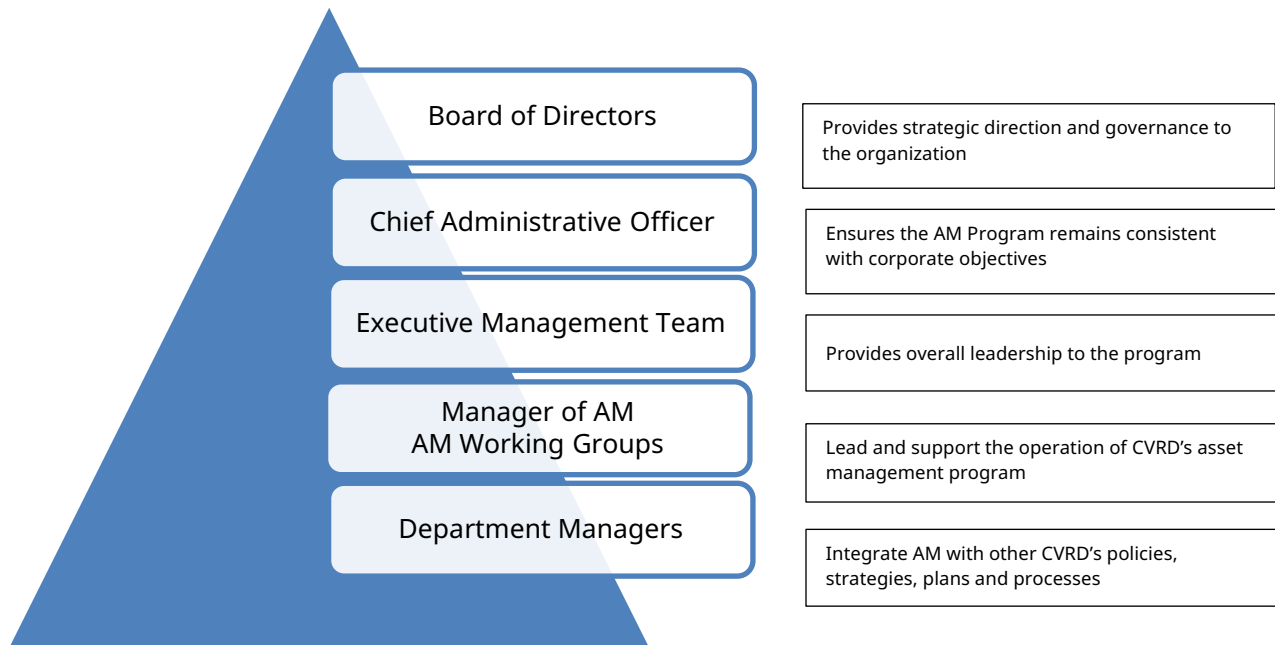 Board of Directors
Provides strategic direction and governance to
the organization
Chief Administrative Officer
Ensures the AM Program remains consistent
with corporate objectives
Executive Management Team
Provides overall leadership to the program
Manager of AM
AM Working Groups
Lead and support the operation of CVRD’s asset
management program
Department Managers
Integrate AM with other CVRD’s policies,
strategies, plans and processes